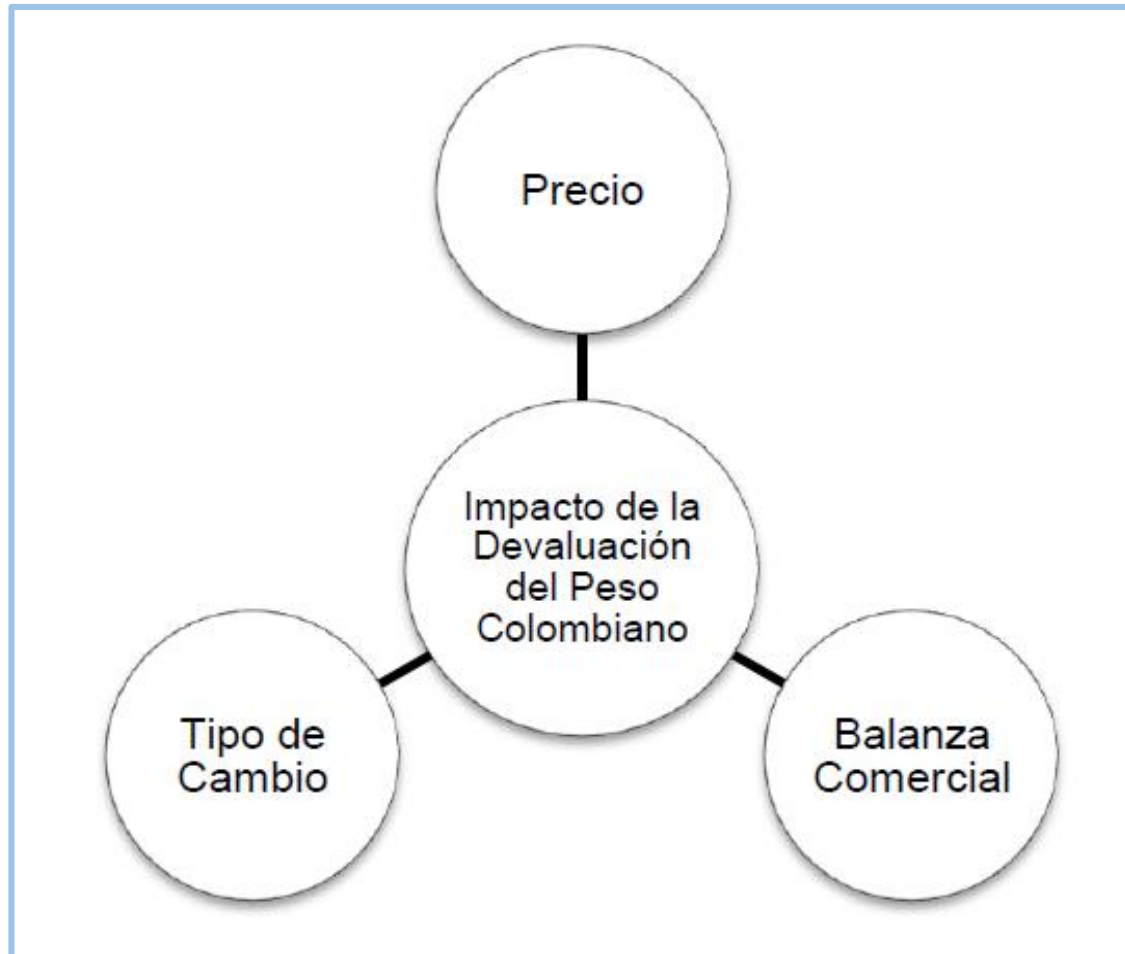 Precio
Impacto de la
Devaluación
del Peso
Colombiano
Tipo de
Cambio
Balanza
Comercial